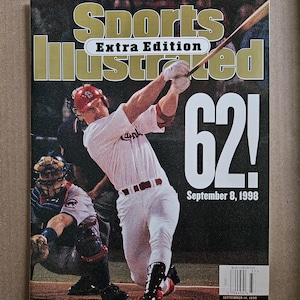 Sports
Extra Edition
Illustrated
62!
September 8, 1998